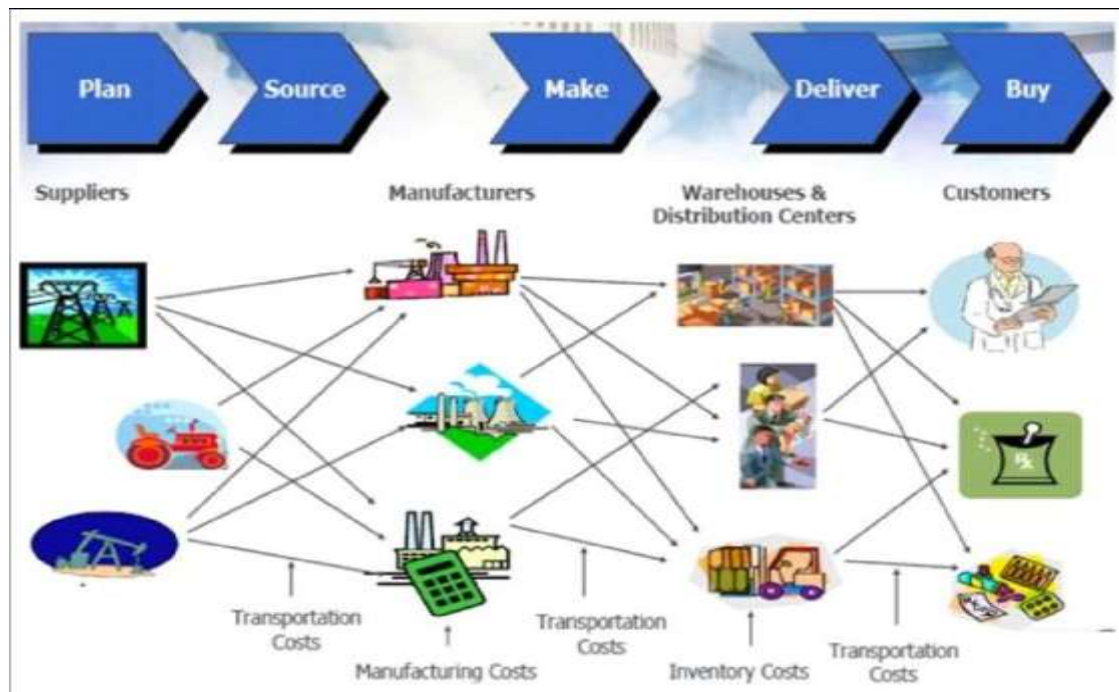 Plan
Source
Make
Deliver
Buy
Suppliers
Manufacturers
Warehouses &
Distribution Centers
Customers
Rx
Transportation
Costs
Manufacturing Costs
Transportation
Costs
Inventory Costs
Transportation
Costs